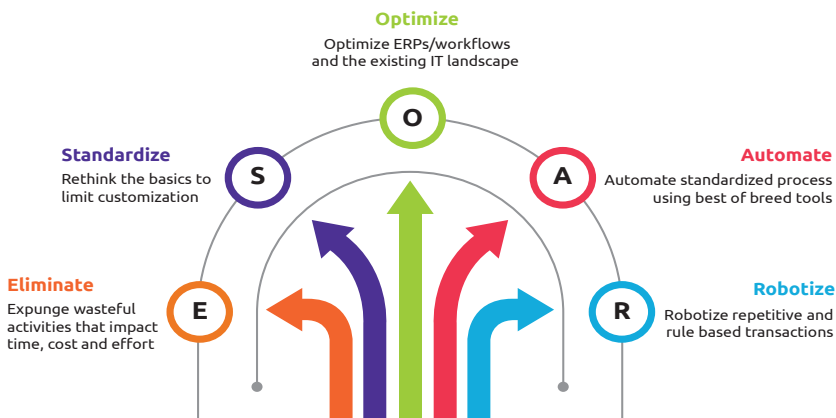 Optimize
Optimize ERPs/workflows
and the existing IT landscape
O
Standardize
Rethink the basics to
limit customization
S
A
Automate
Automate standardized process
using best of breed tools
Eliminate
Expunge wasteful
activities that impact
time, cost and effort
E
R
Robotize
Robotize repetitive and
rule based transactions